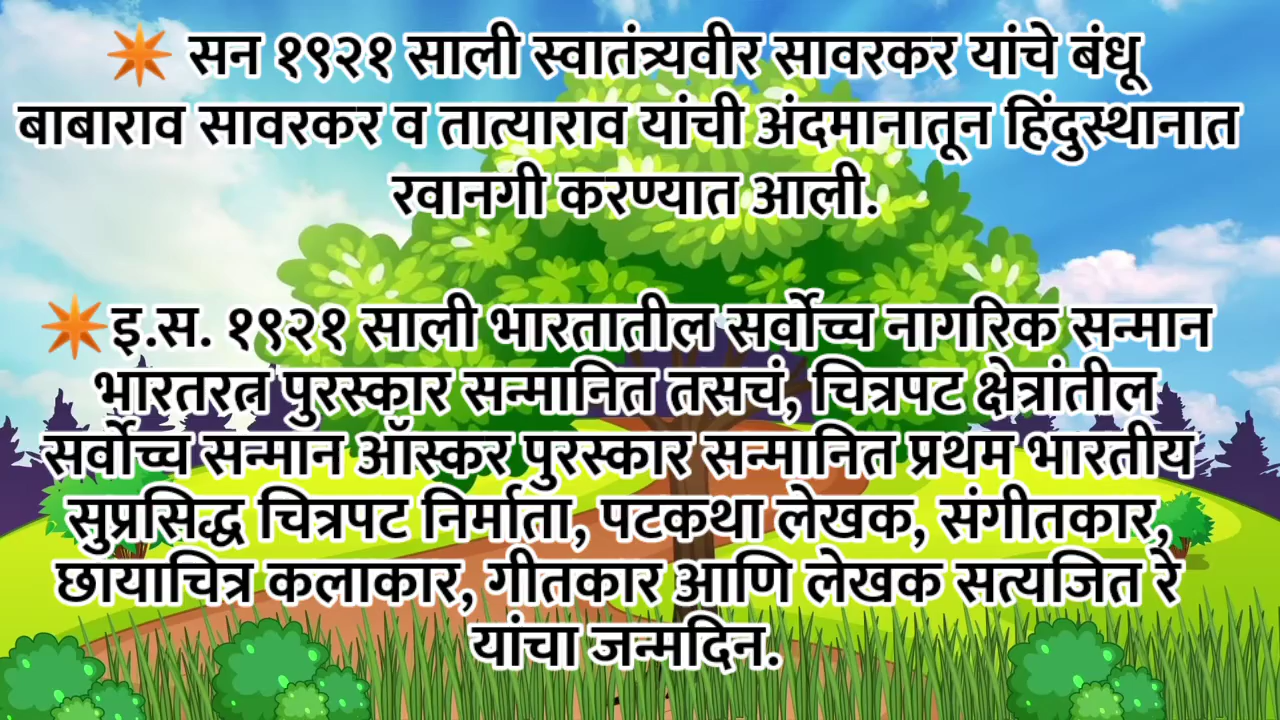 सन १९२१ साली स्वातंत्र्यवीर सावरकर यांचे बंधू
बाबाराव सावरकर व तात्याराव यांची अंदमानातून हिंदुस्थानात
रवानगी करण्यात आली.
इ.स. १९२१ साली भारतातील सर्वोच्च नागरिक सन्मान
भारतरत्न पुरस्कार सन्मानित तसचं, चित्रपट क्षेत्रांतील
सर्वोच्च सन्मान ऑस्कर पुरस्कार सन्मानित प्रथम भारतीय
सुप्रसिद्ध चित्रपट निर्माता, पटकथा लेखक, संगीतकार,
छायाचित्र कलाकार, गीतकार आणि लेखक सत्यजित रे
यांचा जन्मदिन.